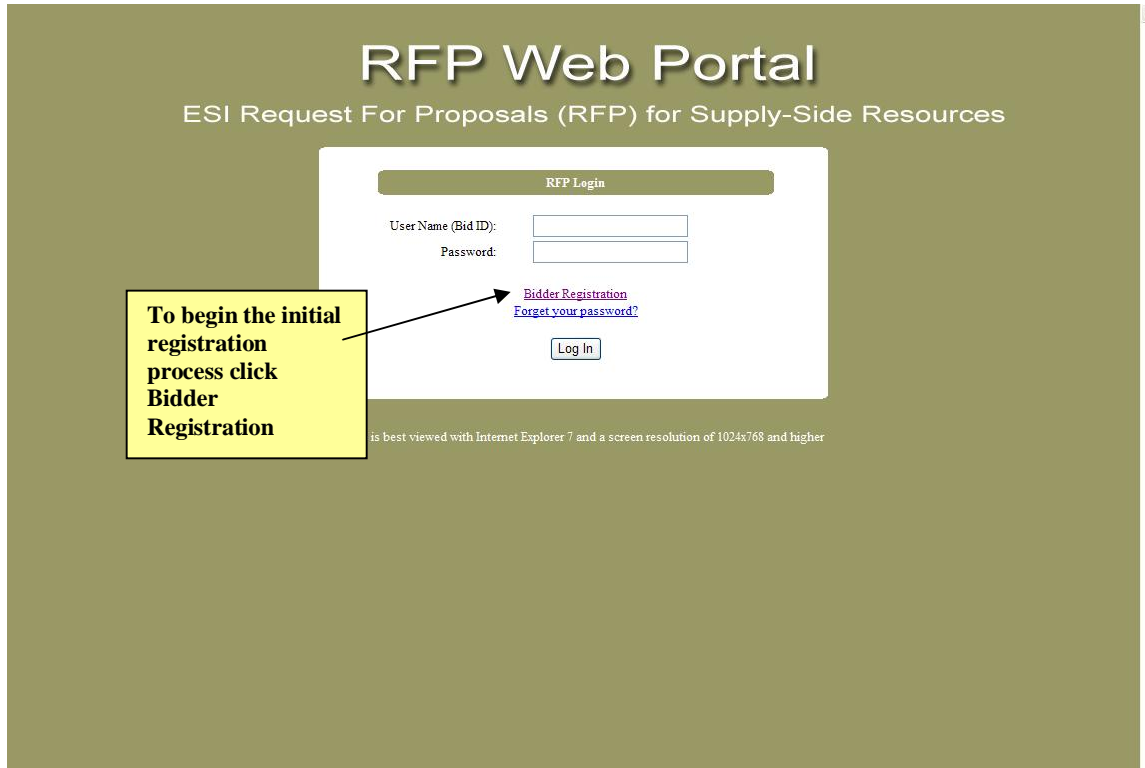 RFP Web Portal
ESI Request For Proposals (RFP) for Supply-Side Resources
RFP Login
User Name (Bid ID):
Password:
Bidder Registration
Forget your password?
Log In
To begin the initial
registration
process click
Bidder
Registration
is best viewed with Internet Explorer 7 and a screen resolution of 1024x768 and higher